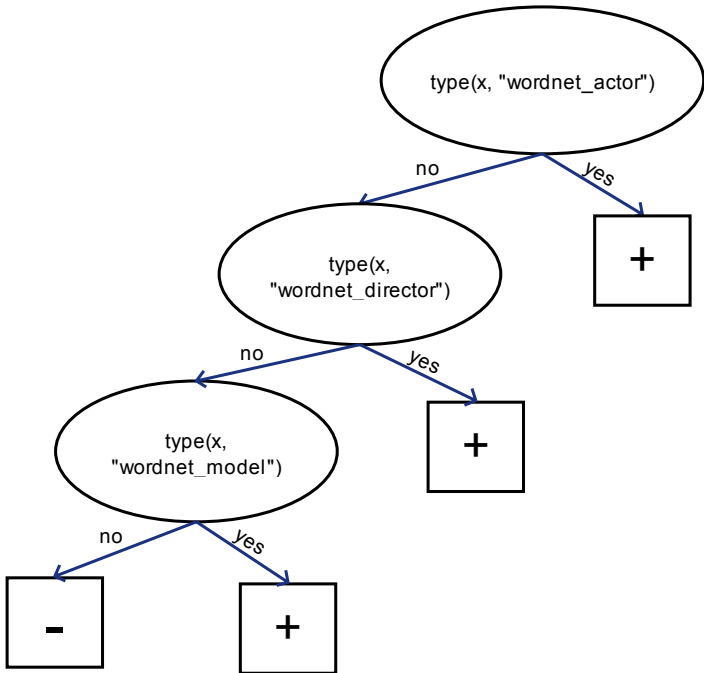 type(x, "wordnet_actor")
no
yes
type(x,
"wordnet_director")
+
no
yes
type(x,
"wordnet_model")
+
no
yes
-
+